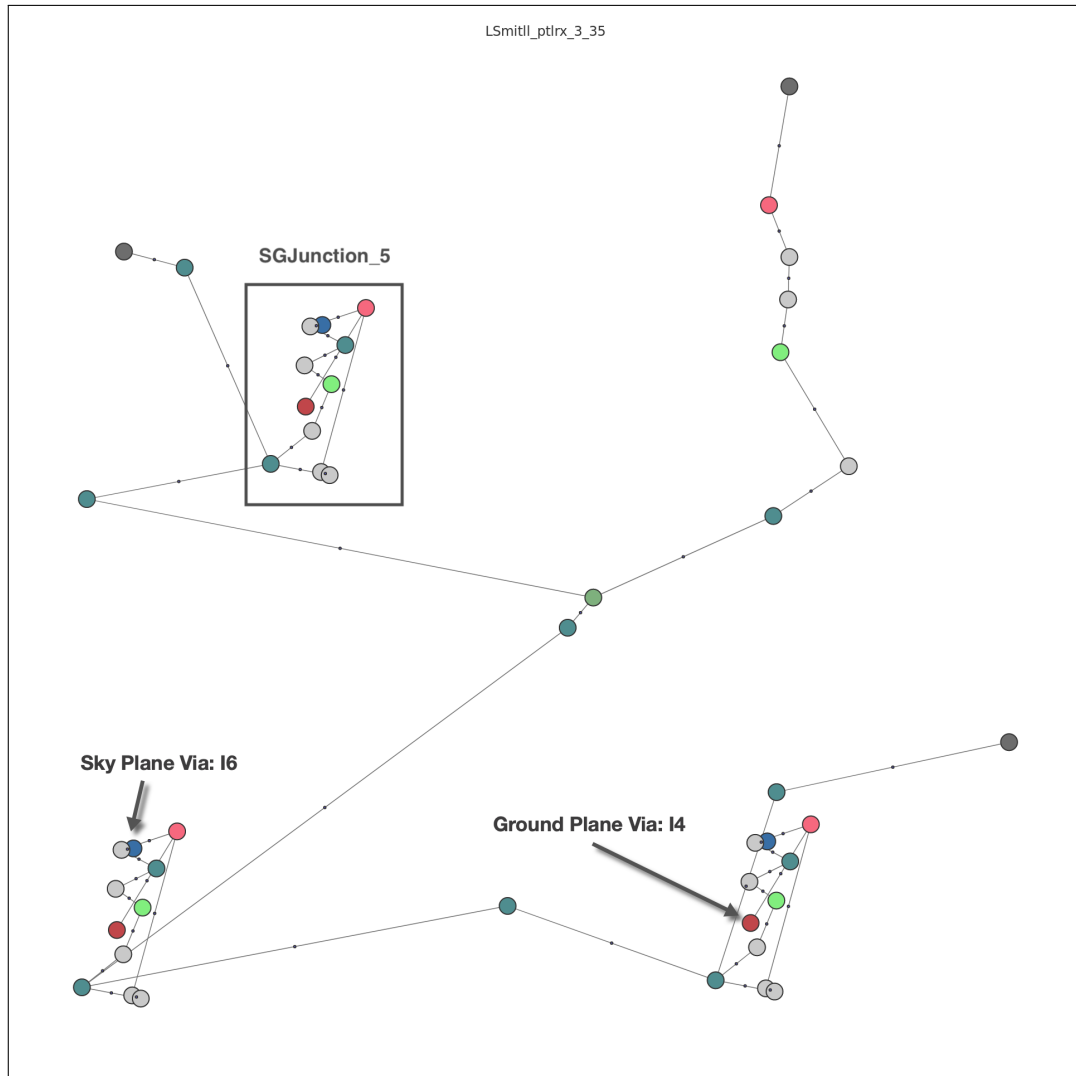 LSmitll_ptlrx_3_35
SGJunction_5
Sky Plane Via: I6
Ground Plane Via: I4